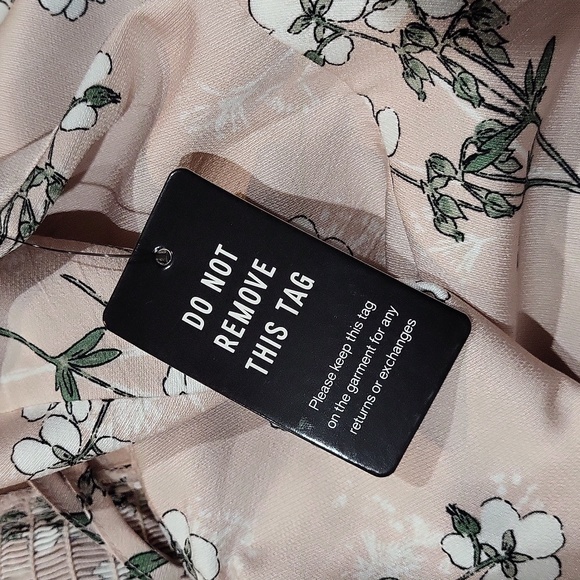 DO NOT
REMOVE
THIS TAG
Please keep this tag
on the garment for any
returns or exchanges